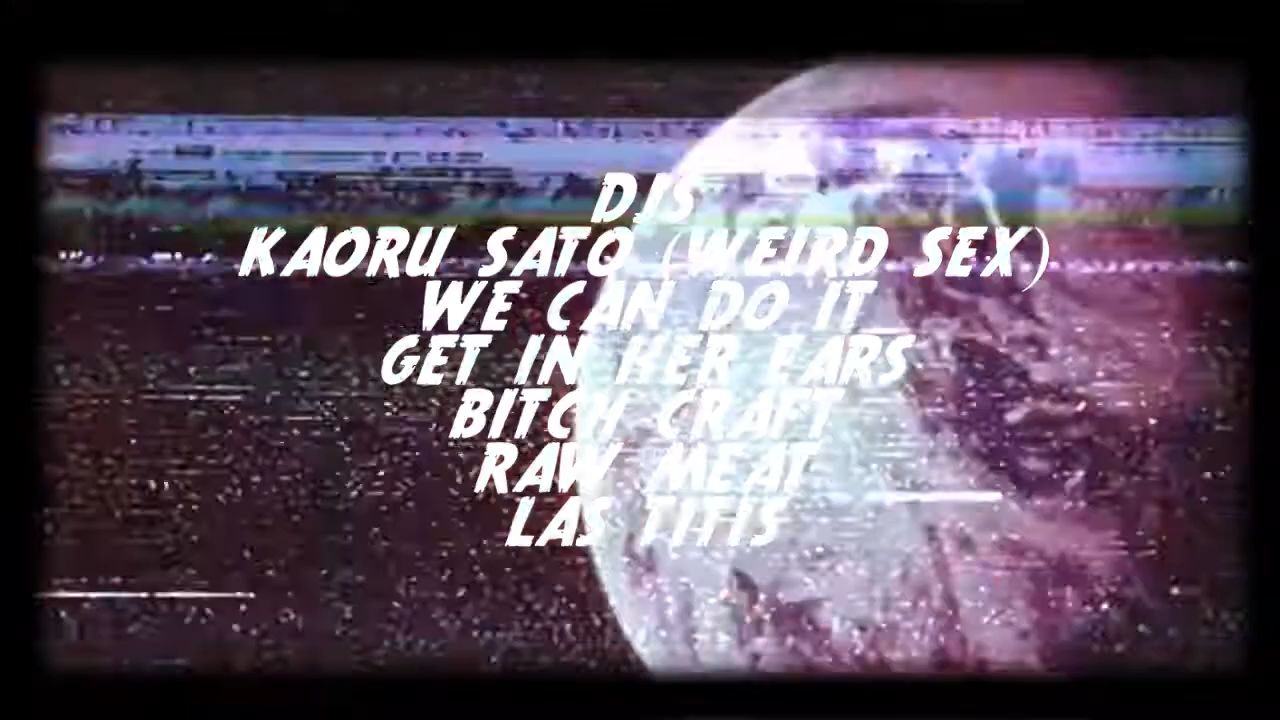 DJS
KAORU SATO (WEIRD SEX)
WE CAN DO IT
GET IN HER EARS
BITCH CRAFT
RAW MEAT
LAS TITIS